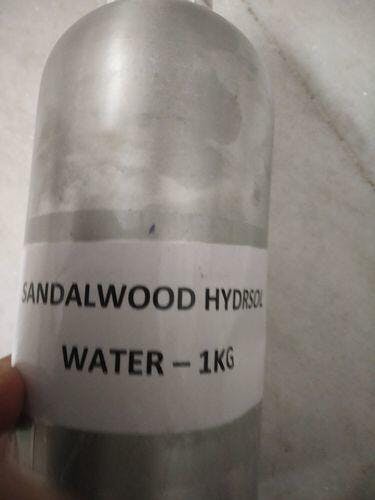 SANDALWOOD HYDRSOL
WATER – 1KG